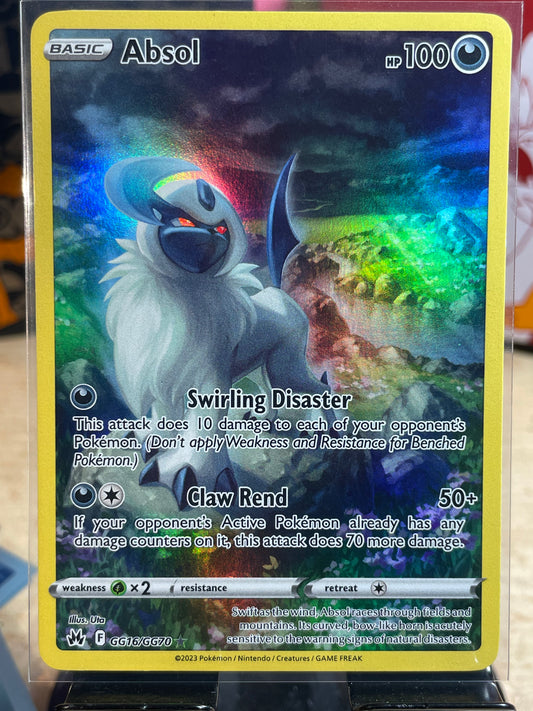 BASIC Absol HP 100
Swirling Disaster
This attack does 10 damage to each of your opponent's
Pokémon. (Don't apply Weakness and Resistance for Benched
Pokémon.)
Claw Rend 50+
If your opponent's Active Pokémon already has any
damage counters on it, this attack does 70 more damage.
weakness ×2 resistance retreat
Illus. Uta
F GG16/GG70
Swift as the wind, Absol races through fields and
mountains. Its curved, bow-like horn is acutely
sensitive to the warning signs of natural disasters.
©2023 Pokémon / Nintendo / Creatures / GAME FREAK